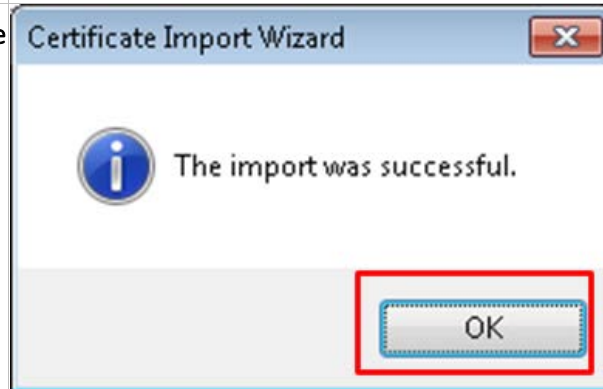 e
Certificate Import Wizard
The import was successful.
OK